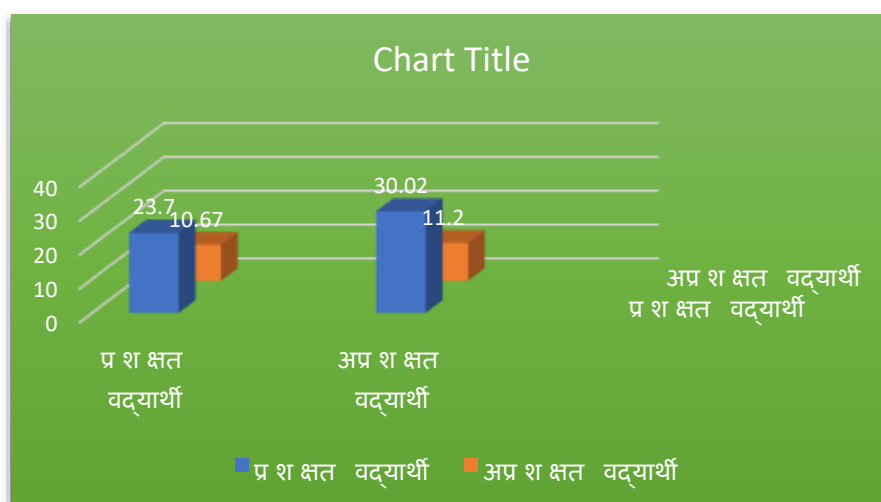 Chart Title
40
30
20
10
0
23.7
10.67
30.02
11.2
अप्र श क्षत वद्यार्थी
प्र श क्षत वद्यार्थी
प्र श क्षत
वद्यार्थी
अप्र श क्षत
वद्यार्थी
प्र श क्षत वद्यार्थी अप्र श क्षत वद्यार्थी